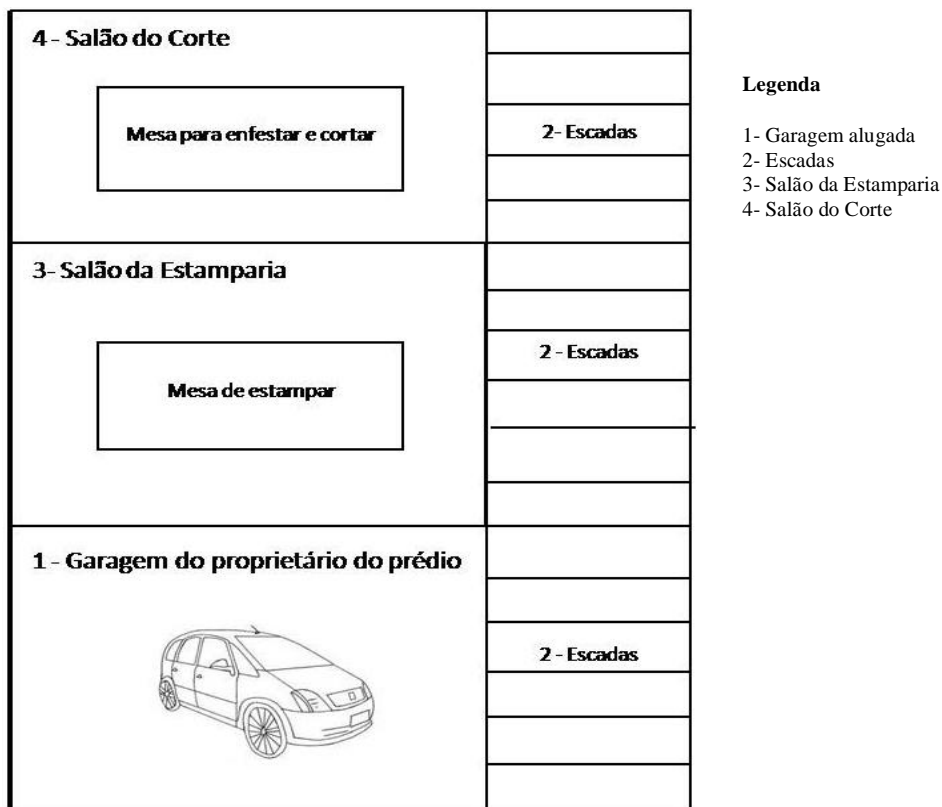 4 - Salão do Corte
Mesa para enfestar e cortar
2- Escadas
3- Salão da Estamparia
Mesa de estampar
2 - Escadas
1 - Garagem do proprietário do prédio
2 - Escadas
Legenda
1- Garagem alugada
2- Escadas
3- Salão da Estamparia
4- Salão do Corte